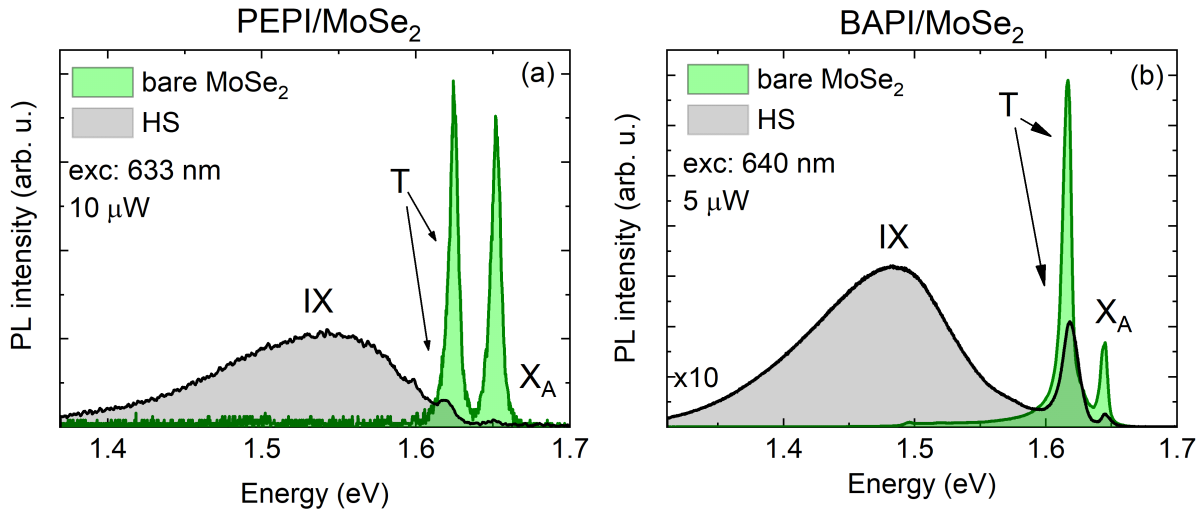 PEPI/MoSe₂
(a)
bare MoSe₂
HS
exc: 633 nm
10 μW
T
IX
X_A
PL intensity (arb. u.)
1.4 1.5 1.6 1.7
Energy (eV)
BAPI/MoSe₂
(b)
bare MoSe₂
HS
exc: 640 nm
5 μW
T
IX
X_A
x10
PL intensity (arb. u.)
1.4 1.5 1.6 1.7
Energy (eV)